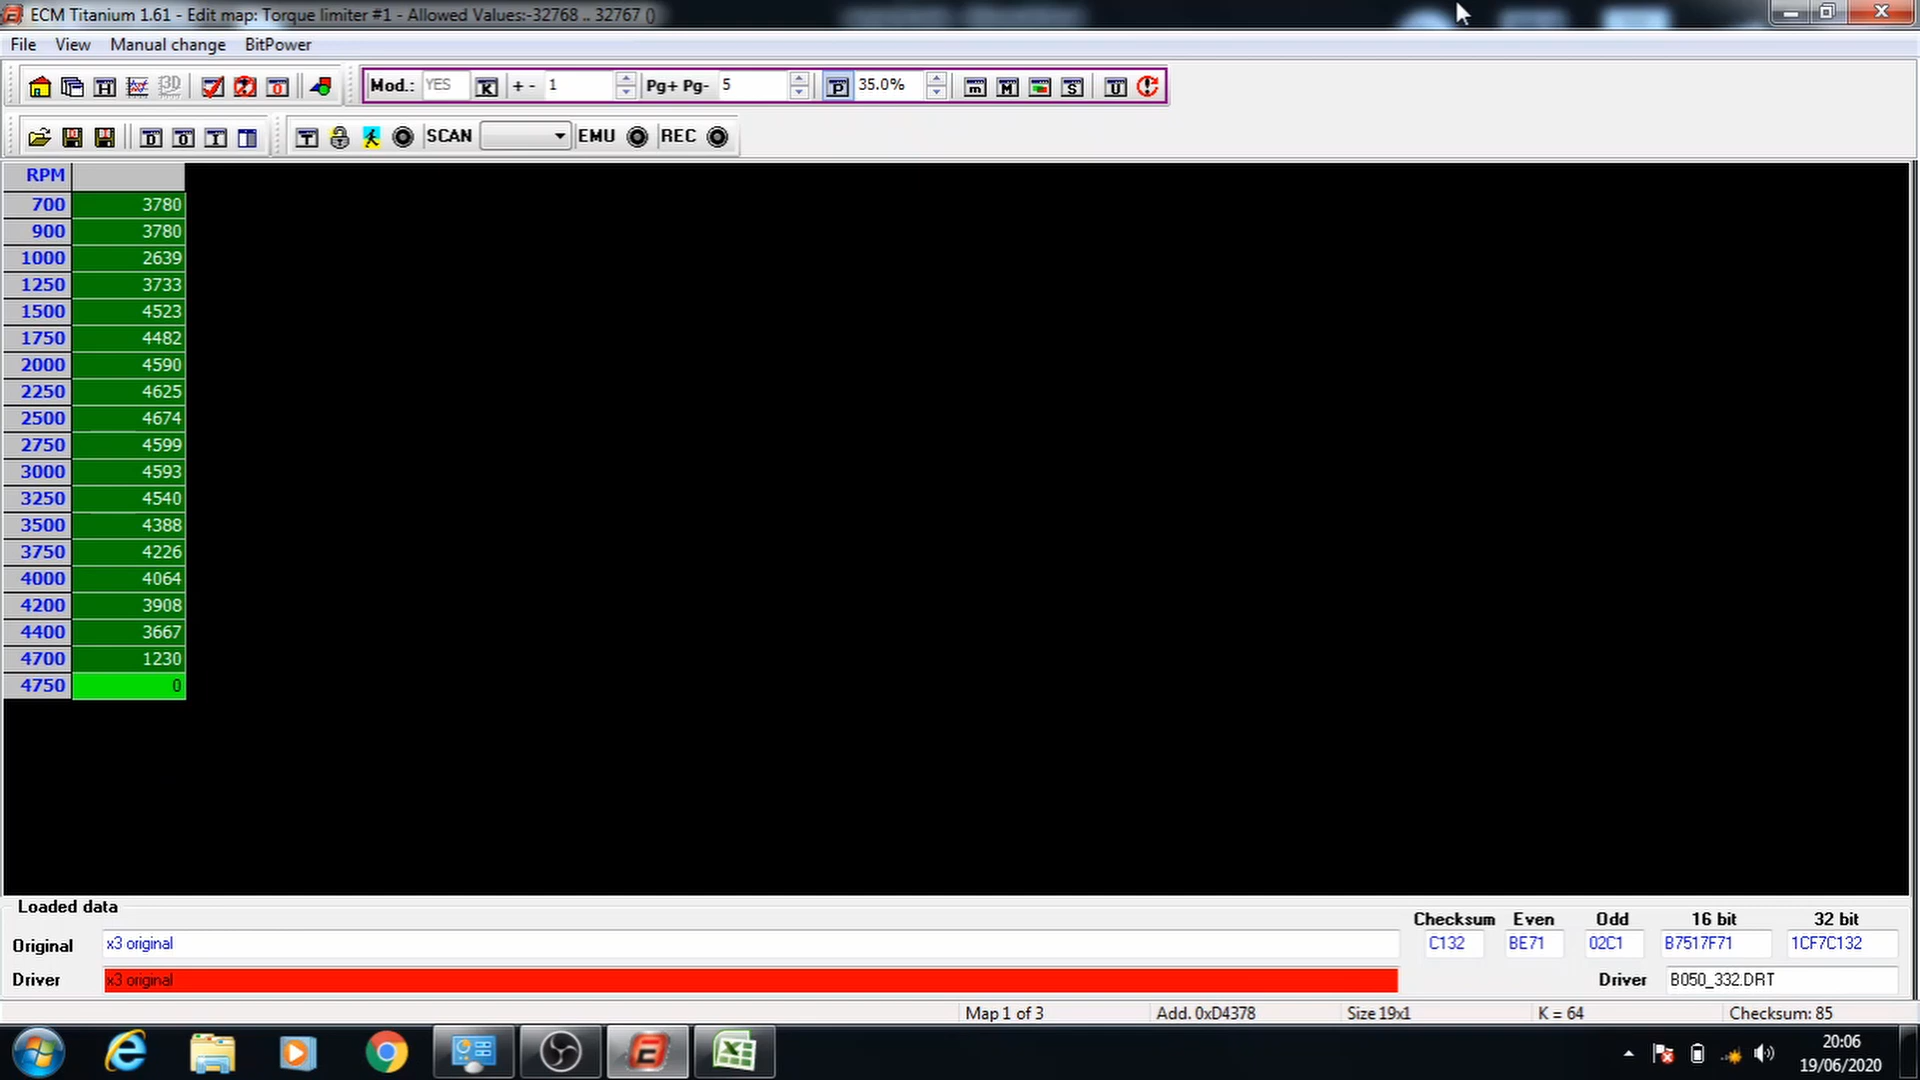 ECM Titanium 1.61 - Edit map: Torque limiter #1 - Allowed Values:-32768 .. 32767 ()
File View Manual change BitPower
3D Mod.: YES K + - 1 Pg+ Pg- 5 P 35.0% m M S U
D O I T SCAN EMU REC
RPM
700 3780
900 3780
1000 2639
1250 3733
1500 4523
1750 4482
2000 4590
2250 4625
2500 4674
2750 4599
3000 4593
3250 4540
3500 4388
3750 4226
4000 4064
4200 3908
4400 3667
4700 1230
4750 0
Loaded data
Checksum Even Odd 16 bit 32 bit
Original x3 original C132 BE71 02C1 B7517F71 1CF7C132
Driver x3 original Driver B050_332.DRT
Map 1 of 3 Add. 0xD4378 Size 19x1 K = 64 Checksum: 85
20:06
19/06/2020